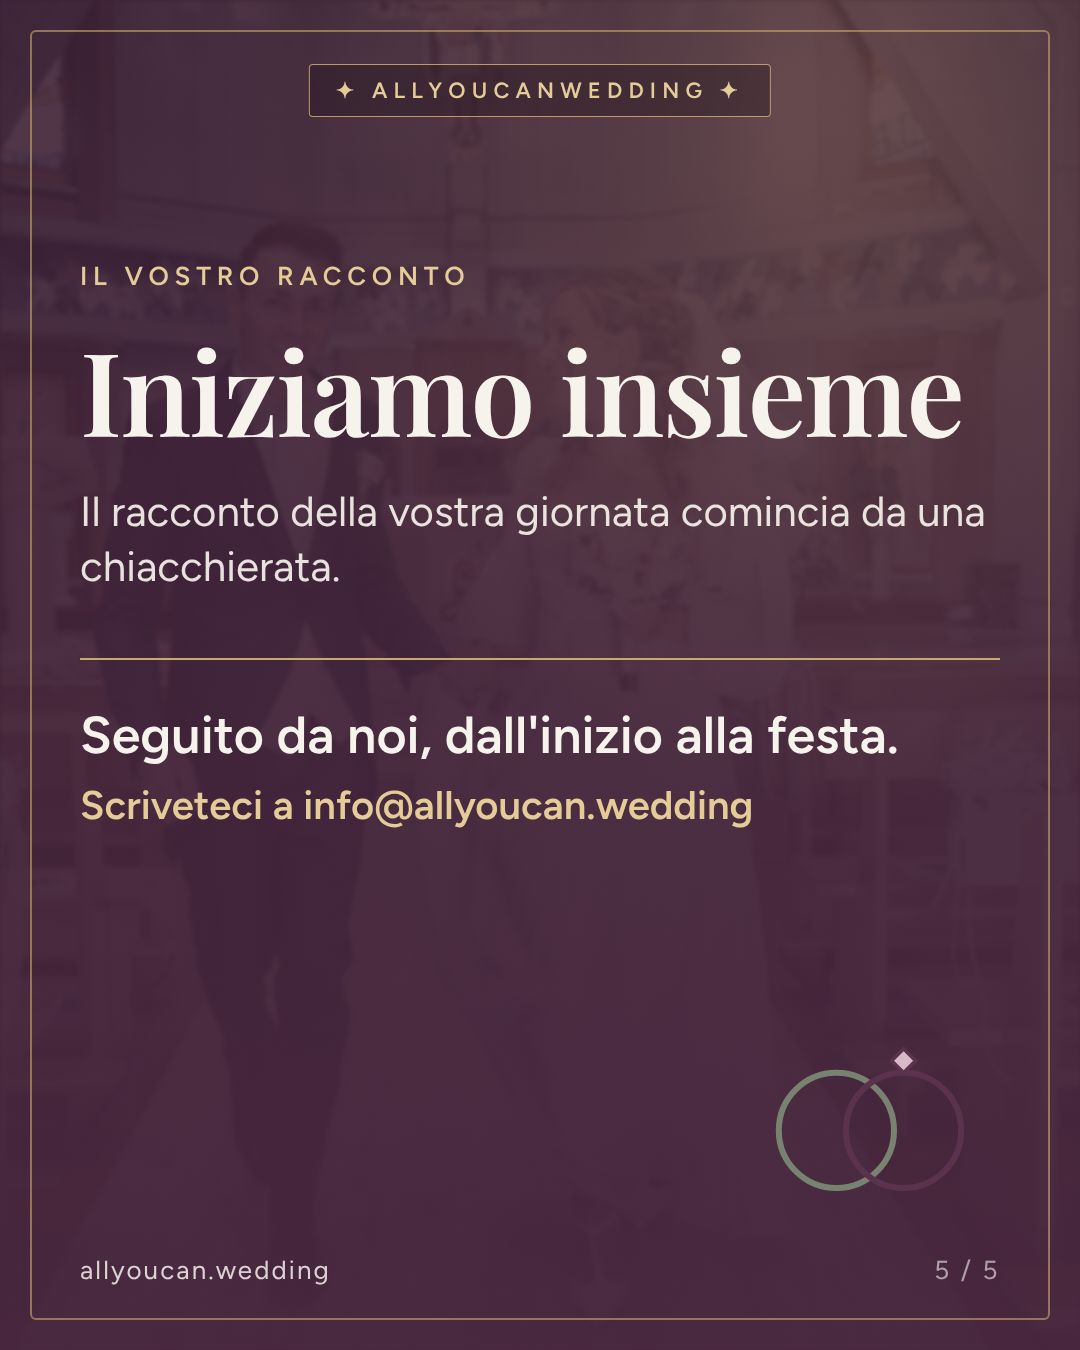 ✦ ALLYOUCANWEDDING ✦
IL VOSTRO RACCONTO
Iniziamo insieme
Il racconto della vostra giornata comincia da una
chiacchierata.
Seguito da noi, dall'inizio alla festa.
Scriveteci a info@allyoucan.wedding
allyoucan.wedding
5 / 5